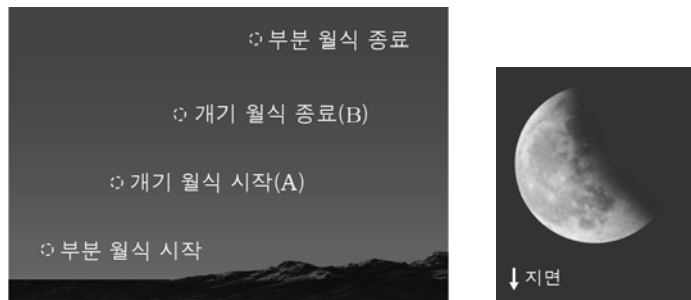 부분 월식 종료
개기 월식 종료(B)
개기 월식 시작(A)
부분 월식 시작
지면